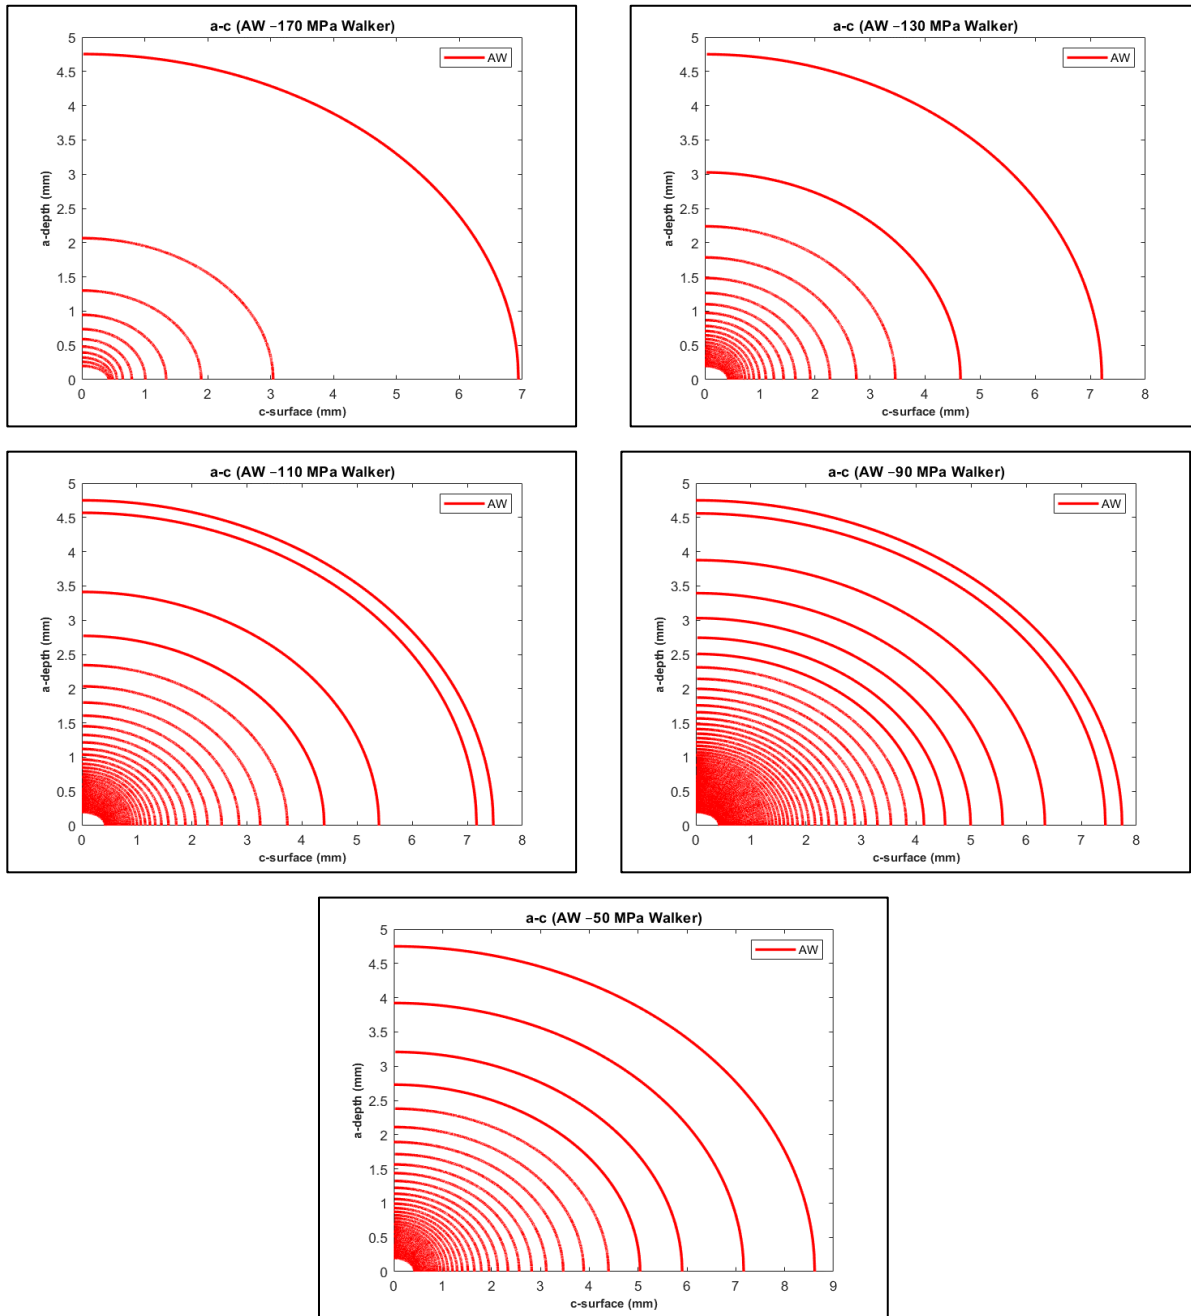 a-c (AW –170 MPa Walker)
AW
5
4.5
4
3.5
3
2.5
2
1.5
1
0.5
0
a-depth (mm)
0 1 2 3 4 5 6 7
c-surface (mm)
a-c (AW –130 MPa Walker)
AW
5
4.5
4
3.5
3
2.5
2
1.5
1
0.5
0
a-depth (mm)
0 1 2 3 4 5 6 7 8
c-surface (mm)
a-c (AW –110 MPa Walker)
AW
5
4.5
4
3.5
3
2.5
2
1.5
1
0.5
0
a-depth (mm)
0 1 2 3 4 5 6 7 8
c-surface (mm)
a-c (AW –90 MPa Walker)
AW
5
4.5
4
3.5
3
2.5
2
1.5
1
0.5
0
a-depth (mm)
0 1 2 3 4 5 6 7 8
c-surface (mm)
a-c (AW –50 MPa Walker)
AW
5
4.5
4
3.5
3
2.5
2
1.5
1
0.5
0
a-depth (mm)
0 1 2 3 4 5 6 7 8 9
c-surface (mm)